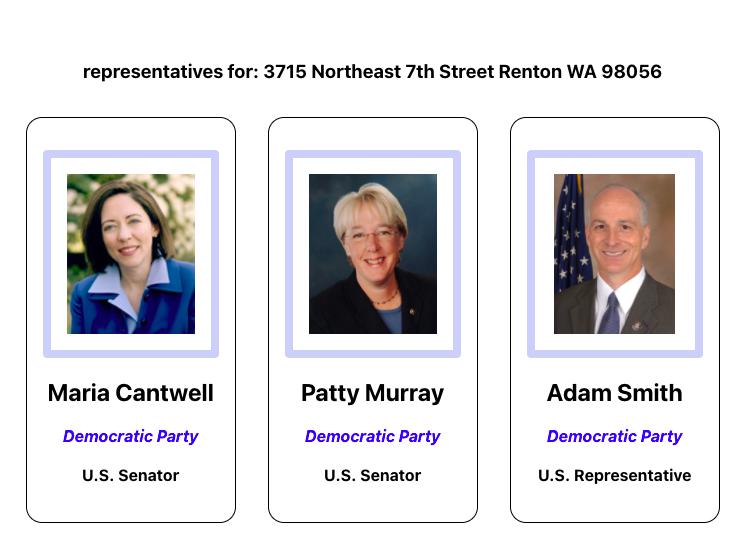 representatives for: 3715 Northeast 7th Street Renton WA 98056
Maria Cantwell
Democratic Party
U.S. Senator
Patty Murray
Democratic Party
U.S. Senator
Adam Smith
Democratic Party
U.S. Representative